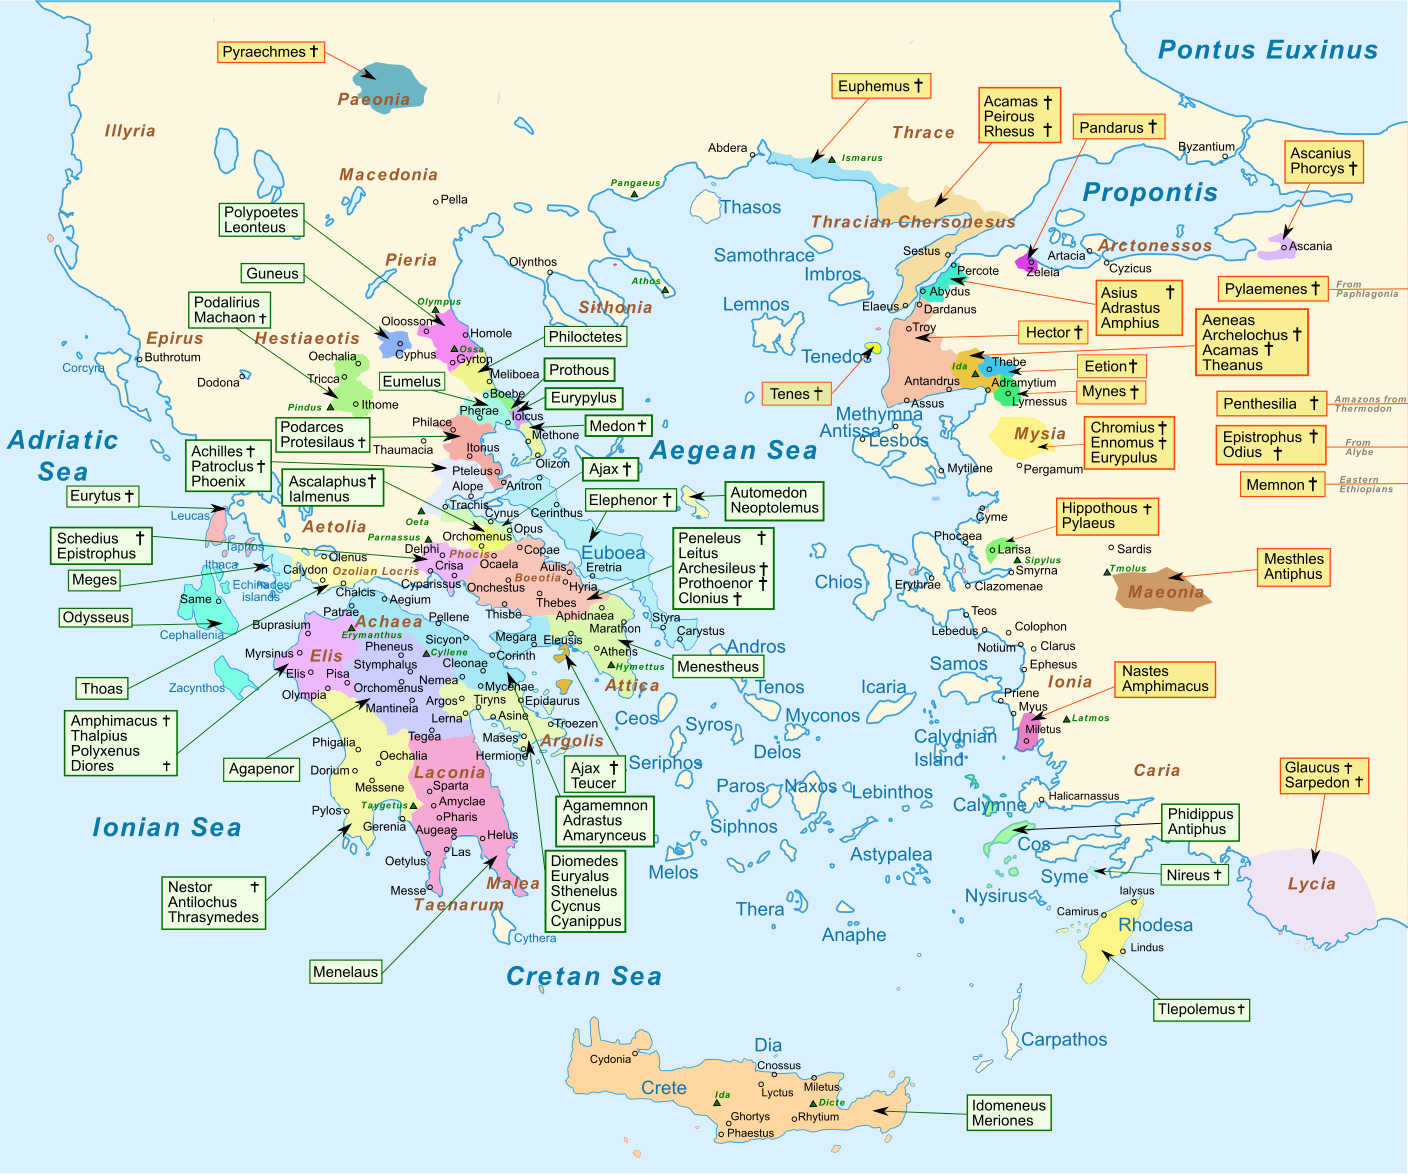 Pontus Euxinus
Pyraechmes †
Paeonia
Illyria
Euphemus †
Acamas †
Peirous
Rhesus †
Thrace
Pandarus †
Byzantium
Ascanius
Phorcys †
Abdera
Ismarus
Macedonia
Pangaeus
Propontis
Pella
Thasos
Polypoetes
Leonteus
Thracian Chersonesus
Arctonessos
Ascania
Pieria
Samothrace
Sestus
Artacia
Cyzicus
Zeleia
Guneus
Olynthos
Athos
Imbros
Percote
Podalirius
Machaon †
Olympus
Sithonia
Lemnos
Elaeus
Abydus
Dardanus
Asius †
Adrastus
Amphius
Pylaemenes †
From
Paphlagonia
Epirus
Hestiaeotis
Oloosson
Homole
Philoctetes
Troy
Hector †
Aeneas
Archelochus †
Acamas †
Theanus
Buthrotum
Corcyra
Oechalia
Cyphus
Ossa
Gyrton
Tenedos
Ida
Thebe
Eetion†
Dodona
Tricca
Eumelus
Meliboea
Prothous
Antandrus
Adramytium
Mynes †
Pindus
Ithome
Boebe
Eurypylus
Tenes †
Assus
Lyrnessus
Penthesilia †
Amazons from
Thermodon
Pherae
Iolcus
Methymna
Podarces
Protesilaus †
Philace
Medon†
Antissa
Lesbos
Mysia
Chromius †
Ennomus †
Eurypulus
Epistrophus †
Odius †
From
Alybe
Adriatic
Sea
Achilles †
Patroclus †
Phoenix
Thaumacia
Itonus
Methone
Aegean Sea
Pteleus
Olizon
Ajax †
Mytilene
Pergamum
Memnon †
Eastern
Ethiopians
Ascalaphus†
Ialmenus
Alope
Antron
Elephenor †
Automedon
Neoptolemus
Eurytus †
Leucas
Trachis
Cynus
Cerinthus
Cyme
Hippothous †
Pylaeus
Aetolia
Oeta
Orchomenus
Opus
Schedius †
Epistrophus
Taphios
Parnassus
Delphi
Phocis
Copae
Euboea
Peneleus †
Leitus
Archesileus †
Prothoenor †
Clonius †
Phocaea
Larisa
Sardis
Mesthles
Antiphus
Olenus
Crisa
Ocaela
Aulis
Eretria
Sipylus
Ithaca
Calydon
Ozolian Locris
Boeotia
Smyrna
Tmolus
Meges
Echinades
islands
Cyparissus
Onchestus
Hyria
Chios
Erythrae
Clazomenae
Maeonia
Same
Chalcis
Aegium
Thebes
Odysseus
Patrae
Pellene
Thisbe
Aphidnaea
Styra
Teos
Cephallenia
Buprasium
Achaea
Erymanthus
Sicyon
Megara
Eleusis
Marathon
Carystus
Lebedus
Colophon
Pheneus
Cyllene
Andros
Notium
Clarus
Myrsinus
Elis
Stymphalus
Cleonae
Corinth
Athens
Hymettus
Menestheus
Samos
Ephesus
Zacynthos
Elis
Pisa
Nemea
Mycenae
Attica
Tenos
Icaria
Ionia
Nastes
Amphimacus
Thoas
Olympia
Orchomenus
Mantineia
Argos
Tiryns
Epidaurus
Priene
Myus
Amphimacus †
Thalpius
Polyxenus
Diores †
Lerna
Asine
Troezen
Ceos
Syros
Myconos
Latmos
Phigalia
Tegea
Mases
Argolis
Delos
Calydnian
Island
Miletus
Agapenor
Oechalia
Hermione
Ajax †
Teucer
Seriphos
Dorium
Laconia
Caria
Glaucus †
Sarpedon †
Messene
Sparta
Paros
Naxos
Lebinthos
Halicarnassus
Pylos
Taygetus
Amyclae
Agamemnon
Adrastus
Amarynceus
Calymne
Phidippus
Antiphus
Ionian Sea
Gerenia
Pharis
Siphnos
Augeae
Helus
Cos
Oetylus
Las
Diomedes
Euryalus
Sthenelus
Cycnus
Cyanippus
Melos
Astypalea
Syme
Nireus †
Lycia
Nestor †
Antilochus
Thrasymedes
Messe
Malea
Taenarum
Nysirus
Ialysus
Thera
Camirus
Rhodesa
Cythera
Anaphe
Lindus
Menelaus
Cretan Sea
Tlepolemus †
Dia
Carpathos
Cydonia
Cnossus
Crete
Lyctus
Miletus
Ida
Dicte
Idomeneus
Meriones
Ghortys
Rhytium
Phaestus